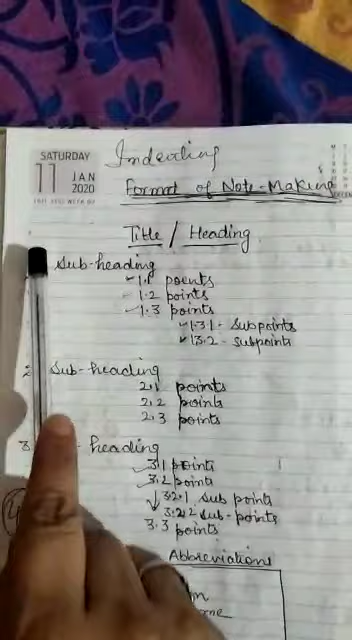 SATURDAY
11 JAN
2020
Indenting
Format of Note-Making
Title / Heading
Sub-heading
1.1 points
1.2 points
1.3 points
1.3.1 - Subpoints
1.3.2 - subpoints
2 Sub-heading
2.1 points
2.2 points
2.3 points
3 heading
3.1 points
3.2 points
3.2.1 sub point
3.2.2 sub-points
3.3 points
Abbreviations